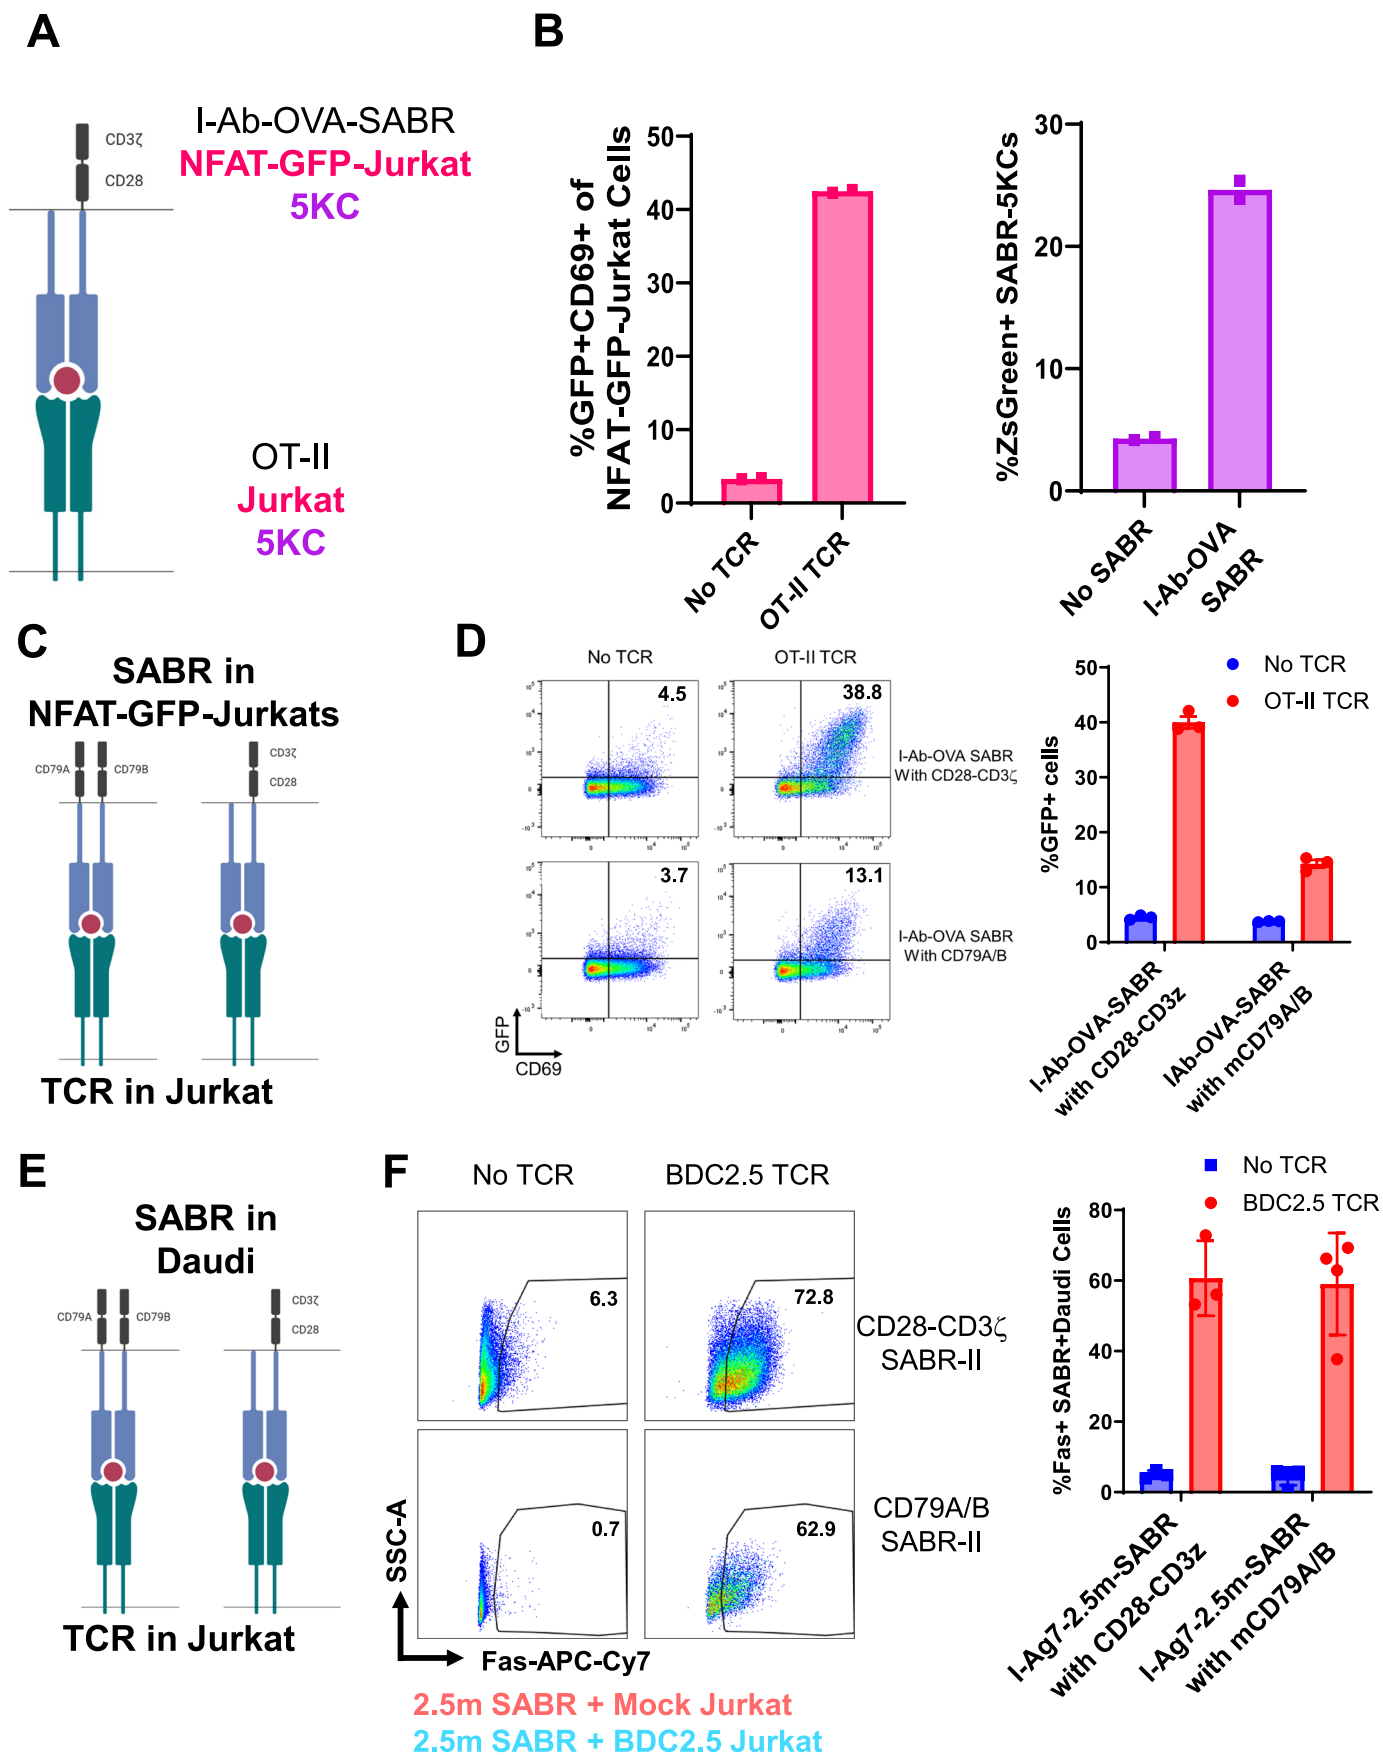 A
I-Ab-OVA-SABR
NFAT-GFP-Jurkat
5KC
CD3ζ
CD28
OT-II
Jurkat
5KC
B
%GFP+CD69+ of
NFAT-GFP-Jurkat Cells
50
40
30
20
10
0
No TCR
OT-II TCR
%ZsGreen+ SABR-5KCs
30
20
10
0
No SABR
I-Ab-OVA
SABR
C
SABR in
NFAT-GFP-Jurkats
CD79A
CD79B
CD3ζ
CD28
TCR in Jurkat
D
No TCR
OT-II TCR
4.5
38.8
I-Ab-OVA SABR
With CD28-CD3ζ
3.7
13.1
I-Ab-OVA SABR
With CD79A/B
GFP
CD69
No TCR
OT-II TCR
%GFP+ cells
50
40
30
20
10
0
I-Ab-OVA-SABR
with CD28-CD3z
IAb-OVA-SABR
with mCD79A/B
E
SABR in
Daudi
CD79A
CD79B
CD3ζ
CD28
TCR in Jurkat
F
No TCR
BDC2.5 TCR
6.3
72.8
CD28-CD3ζ
SABR-II
0.7
62.9
CD79A/B
SABR-II
SSC-A
Fas-APC-Cy7
2.5m SABR + Mock Jurkat
2.5m SABR + BDC2.5 Jurkat
No TCR
BDC2.5 TCR
%Fas+ SABR+Daudi Cells
80
60
40
20
0
I-Ag7-2.5m-SABR
with CD28-CD3z
I-Ag7-2.5m-SABR
with mCD79A/B